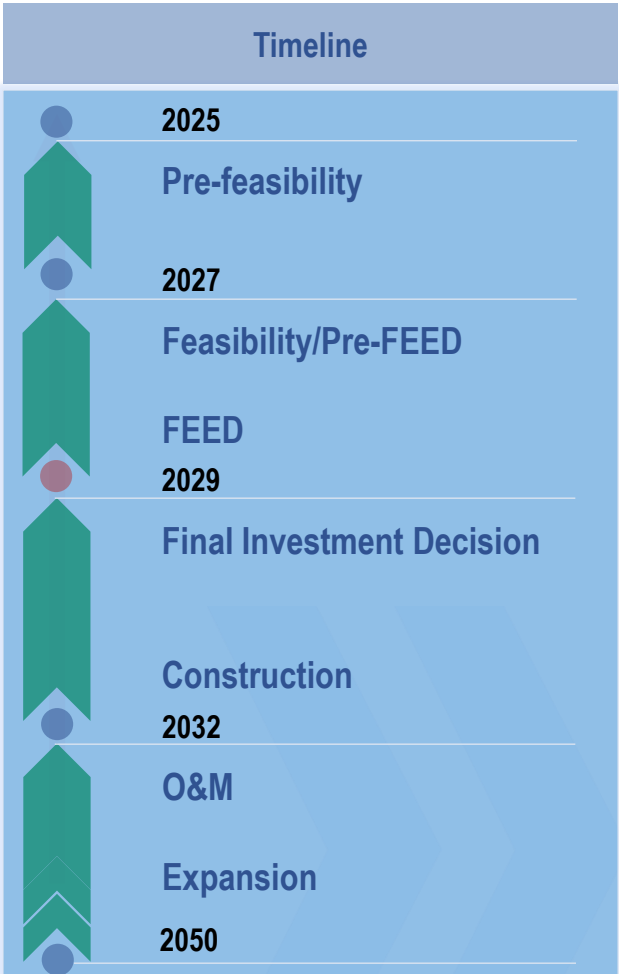 Timeline
2025
Pre-feasibility
2027
Feasibility/Pre-FEED
FEED
2029
Final Investment Decision
Construction
2032
O&M
Expansion
2050